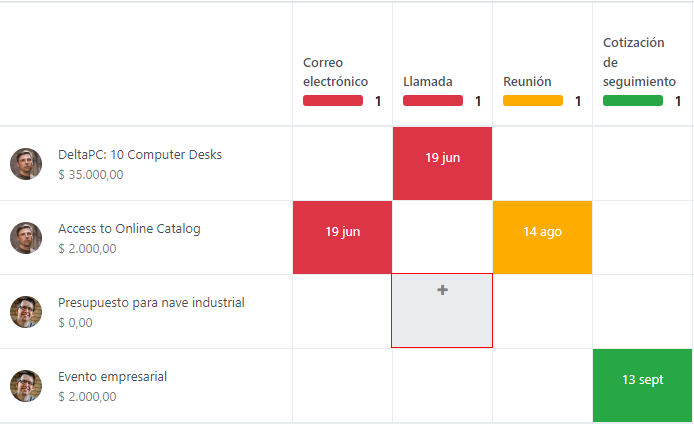 Correo
electrónico
1
Llamada
1
Reunión
1
Cotización
de
seguimiento
1
DeltaPC: 10 Computer Desks
$ 35.000,00
19 jun
Access to Online Catalog
$ 2.000,00
19 jun
14 ago
Presupuesto para nave industrial
$ 0,00
+
Evento empresarial
$ 2.000,00
13 sept